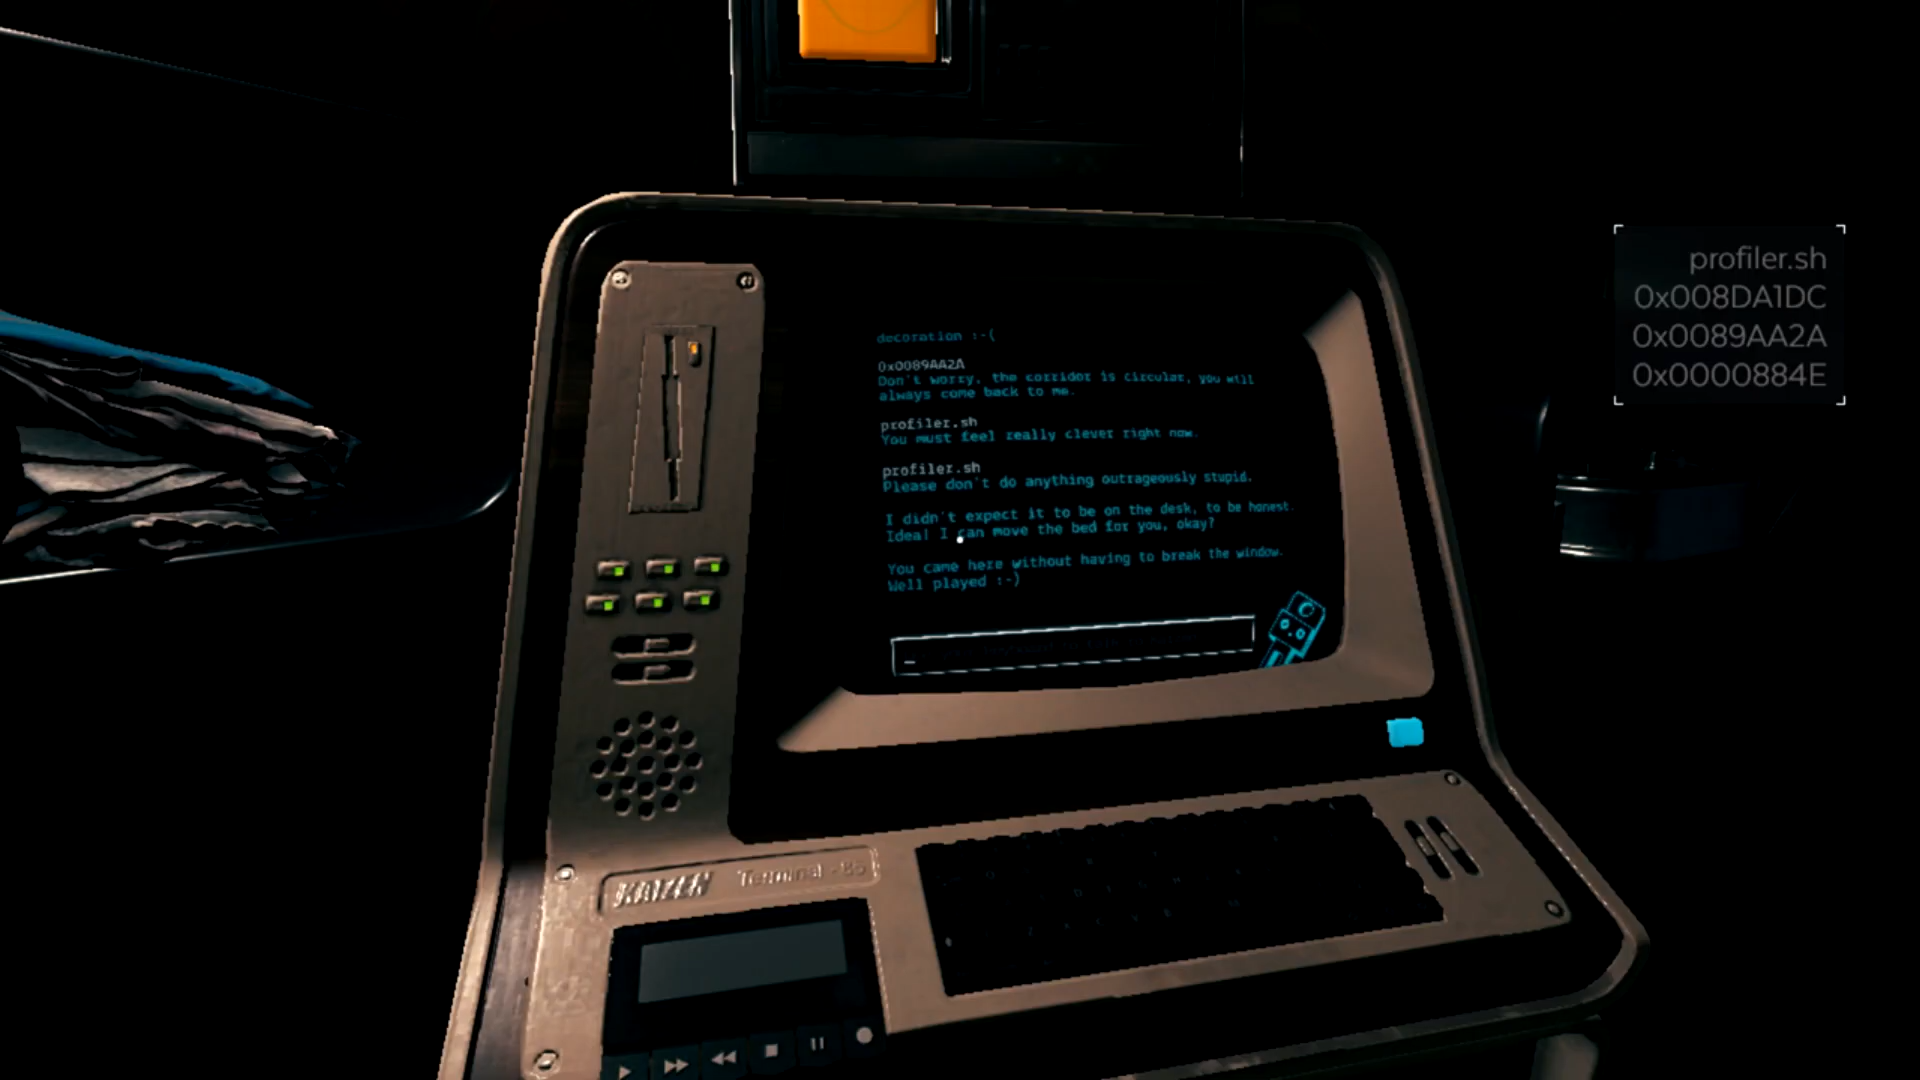 profiler.sh
0x008DA1DC
0x0089AA2A
0x0000884E
decoration :-(
0x0089AA2A
Don't worry, the corridor is circular, you will
always come back to me.
profiler.sh
You must feel really clever right now.
profiler.sh
Please don't do anything outrageously stupid.
I didn't expect it to be on the desk, to be honest.
Idea! I can move the bed for you, okay?
You came here without having to break the window.
Well played :-)
KAIZEN Terminal - 85